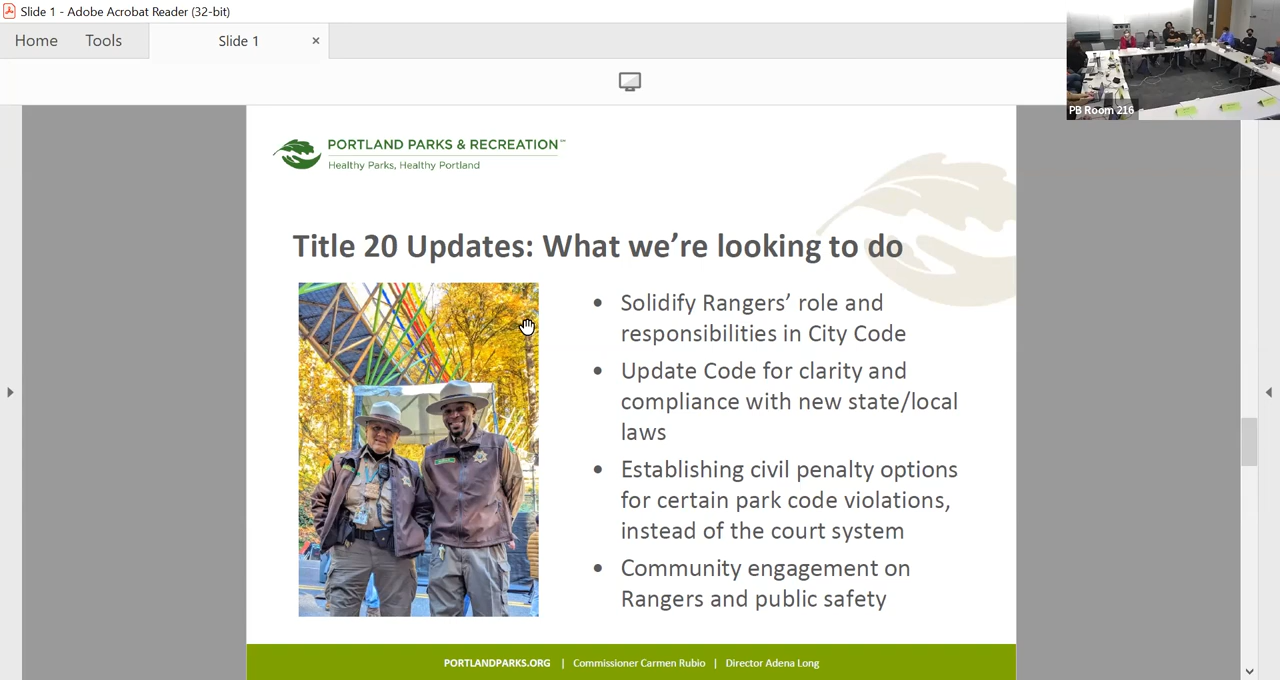 Slide 1 - Adobe Acrobat Reader (32-bit)
Home
Tools
Slide 1
×
PB Room 216
PORTLAND PARKS & RECREATION
Healthy Parks, Healthy Portland
Title 20 Updates: What we're looking to do
• Solidify Rangers' role and
responsibilities in City Code
• Update Code for clarity and
compliance with new state/local
laws
• Establishing civil penalty options
for certain park code violations,
instead of the court system
• Community engagement on
Rangers and public safety
PORTLANDPARKS.ORG | Commissioner Carmen Rubio | Director Adena Long